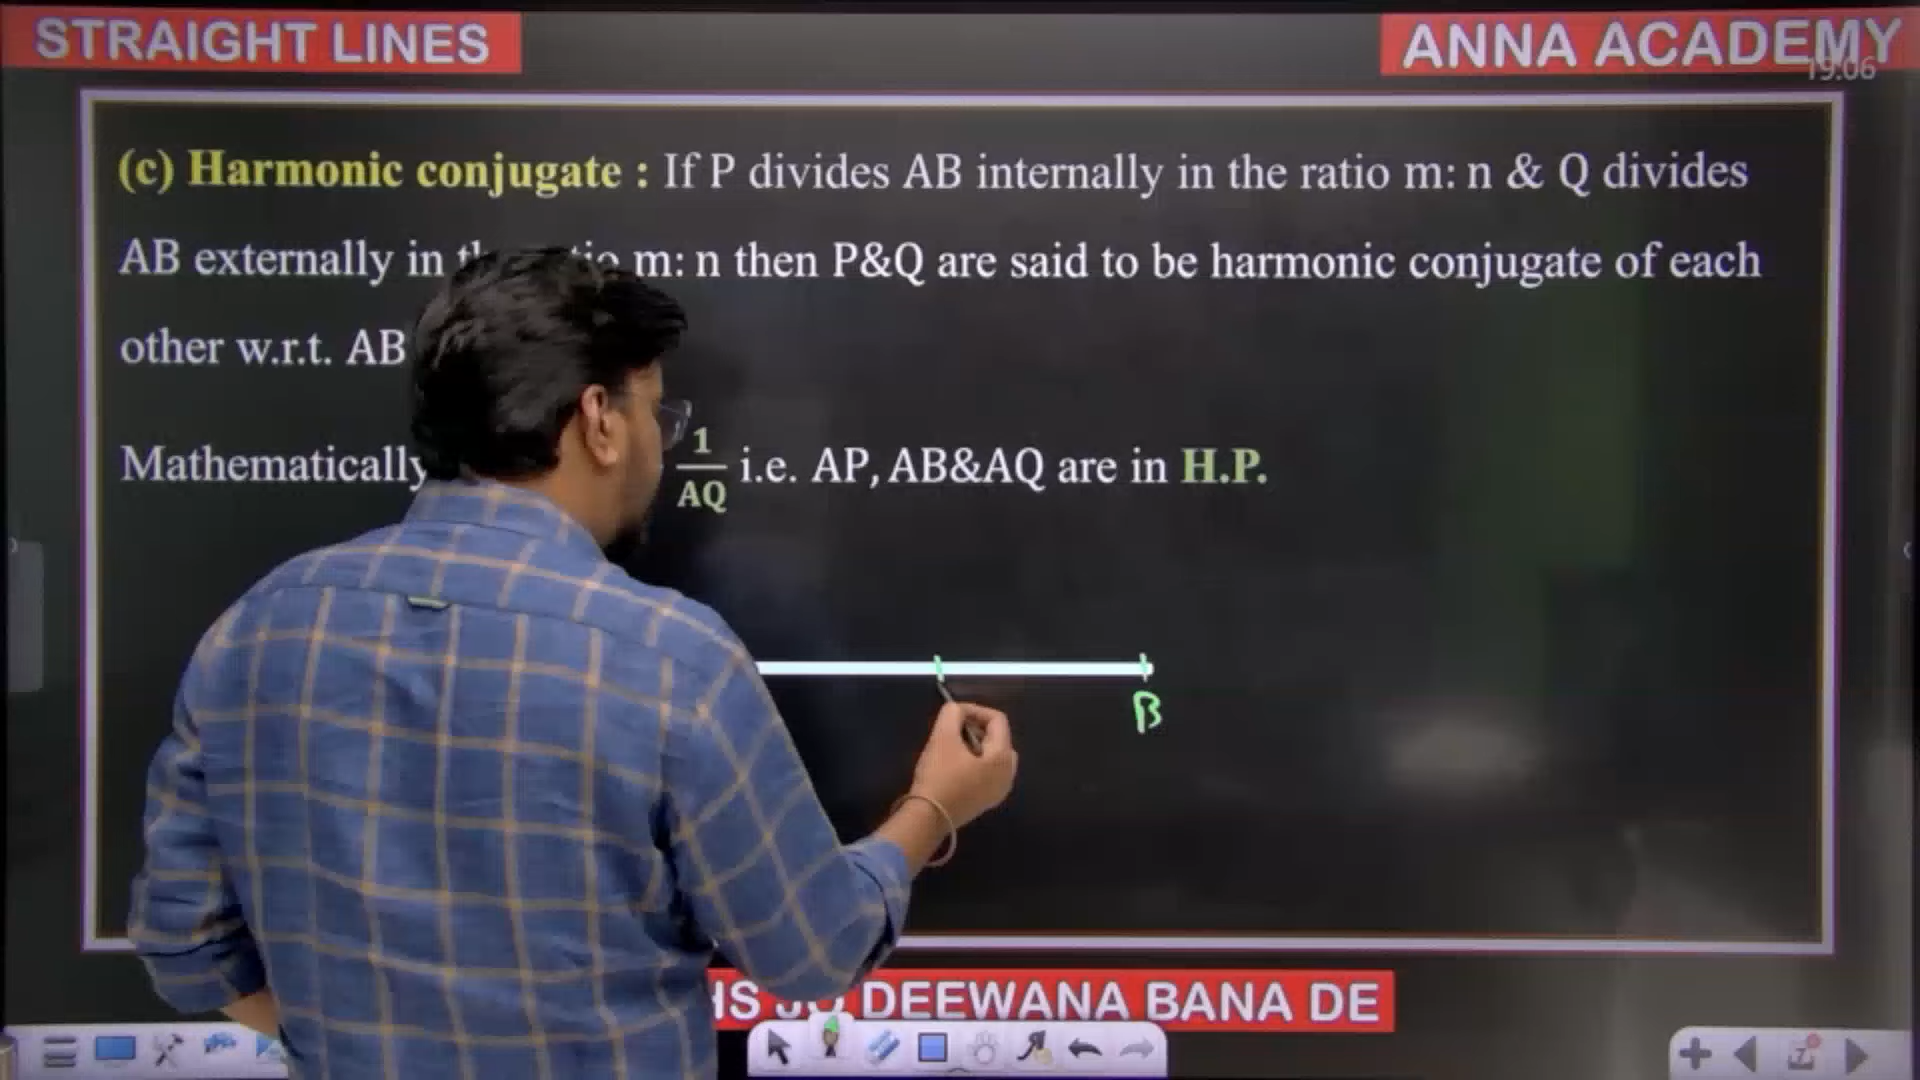 STRAIGHT LINES
ANNA ACADEMY
19:06
(c) Harmonic conjugate : If P divides AB internally in the ratio m: n & Q divides
AB externally in m: n then P&Q are said to be harmonic conjugate of each
other w.r.t. AB
Mathematically 1/AQ i.e. AP, AB&AQ are in H.P.
B
DEEWANA BANA DE